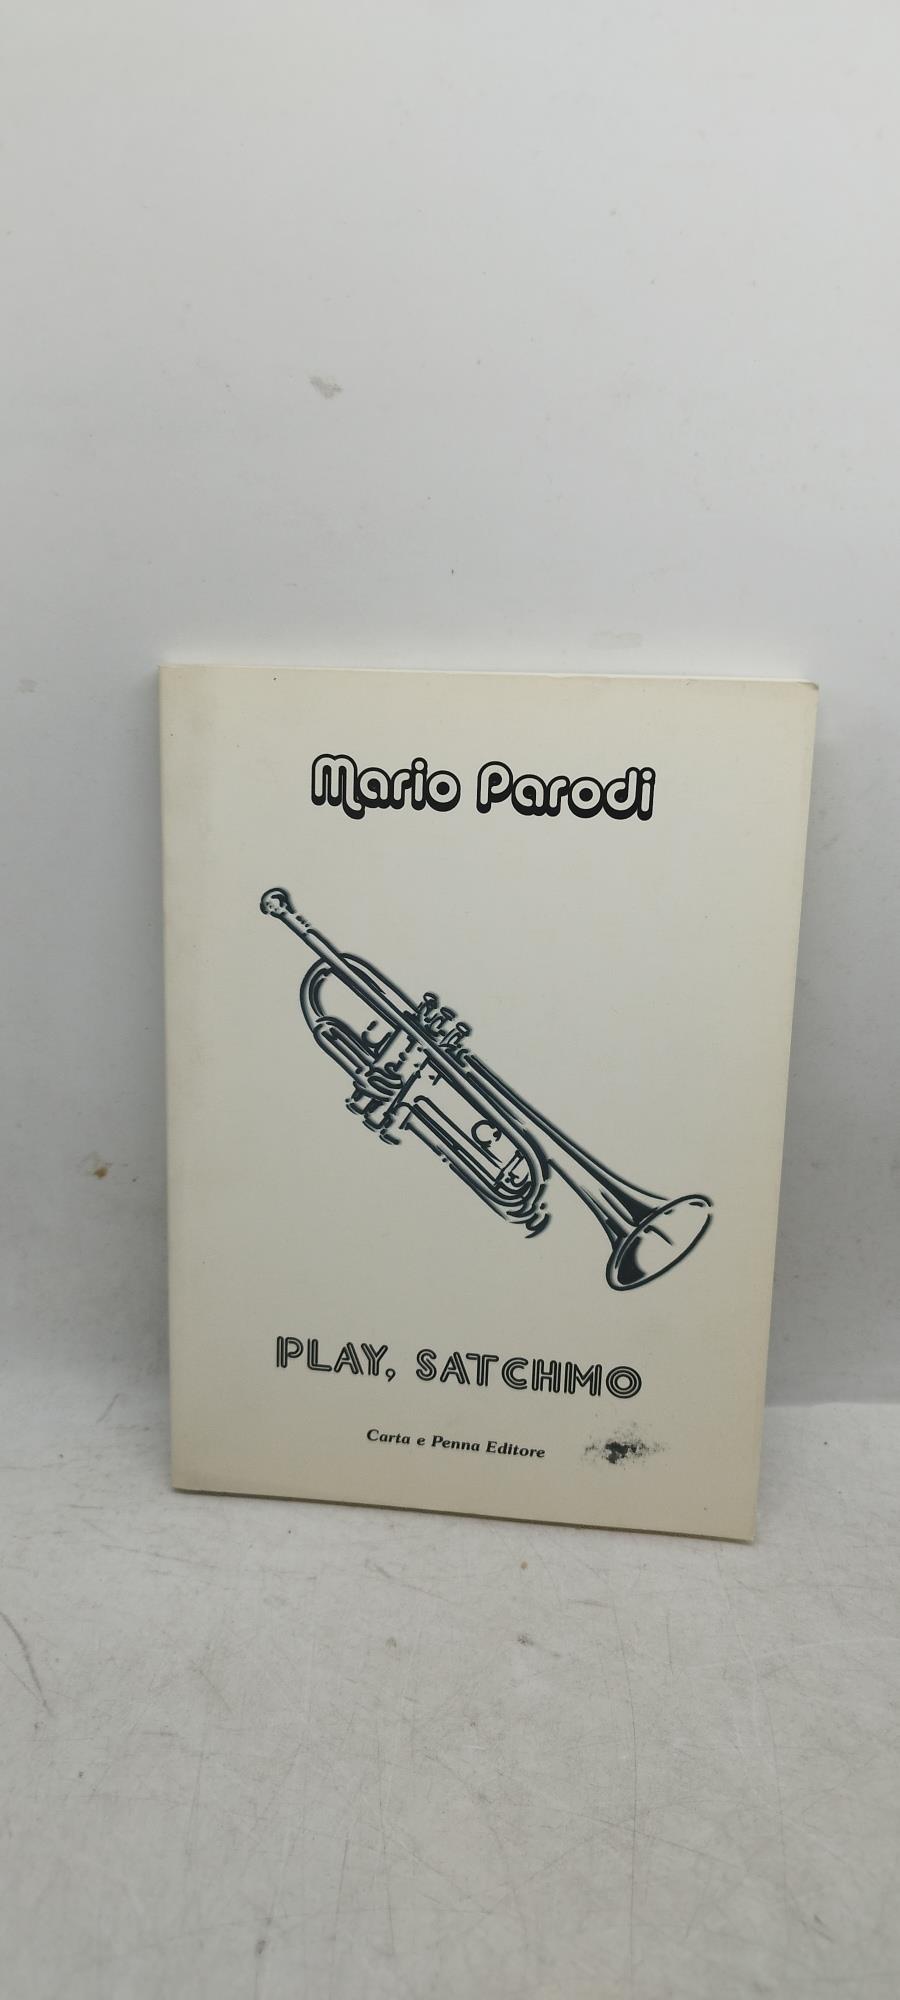 Mario Parodi
PLAY, SATCHMO
Carta e Penna Editore